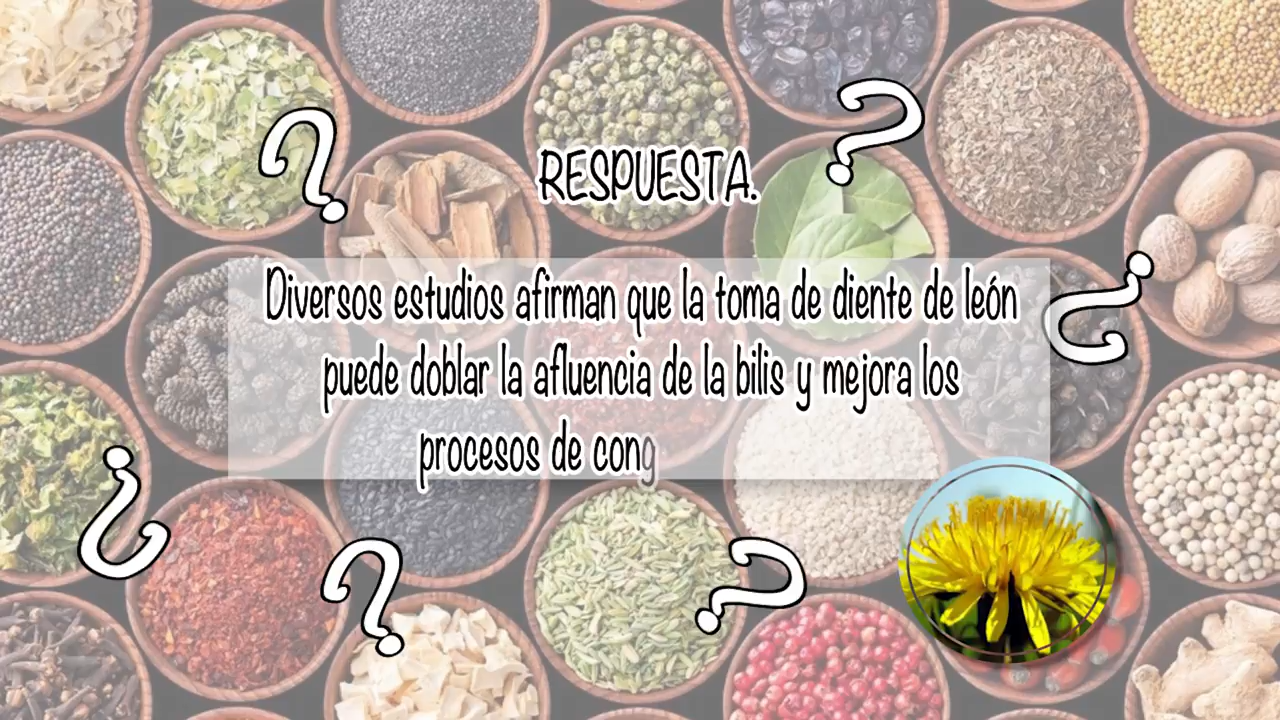 RESPUESTA.
Diversos estudios afirman que la toma de diente de león
puede doblar la afluencia de la bilis y mejora los
procesos de cong